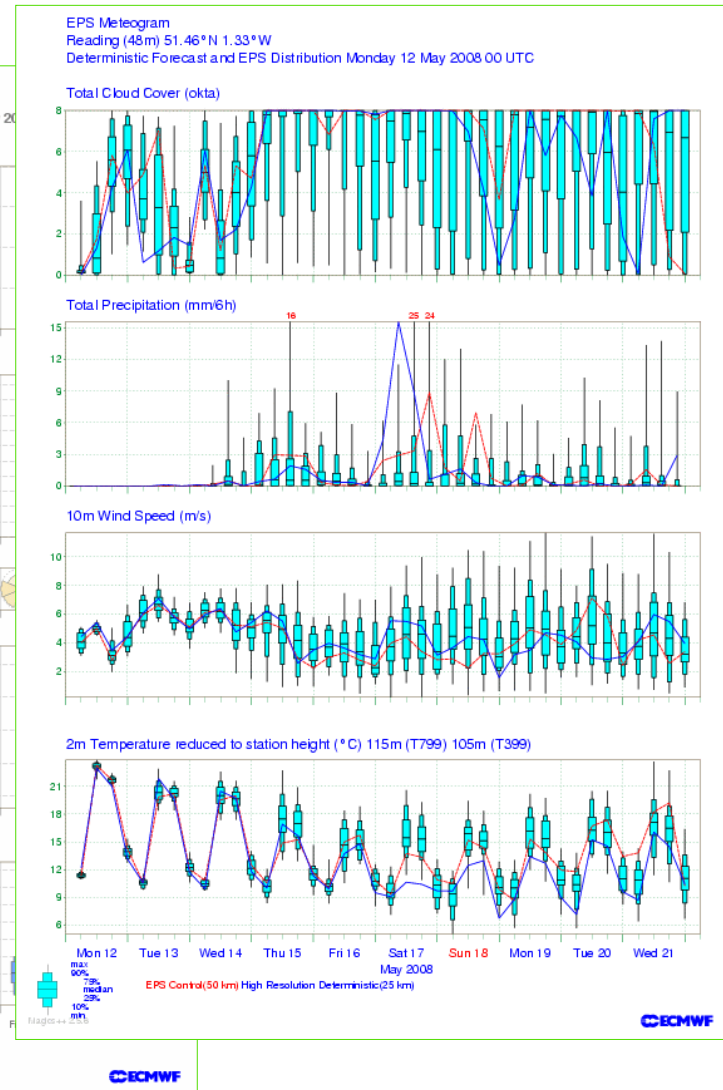 EPS Meteogram
Reading (48m) 51.46°N 1.33°W
Deterministic Forecast and EPS Distribution Monday 12 May 2008 00 UTC
Total Cloud Cover (okta)
20
8
6
4
2
0
Total Precipitation (mm/6h)
16 25 24
15
12
9
6
3
0
10m Wind Speed (m/s)
10
8
6
4
2
2m Temperature reduced to station height (°C) 115m (T799) 105m (T399)
21
18
15
12
9
6
Mon 12 Tue 13 Wed 14 Thu 15 Fri 16 Sat 17 Sun 18 Mon 19 Tue 20 Wed 21
May 2008
max
90%
75%
median
25%
10%
min
EPS Control(50 km) High Resolution Deterministic(25 km)
ECMWF
ECMWF